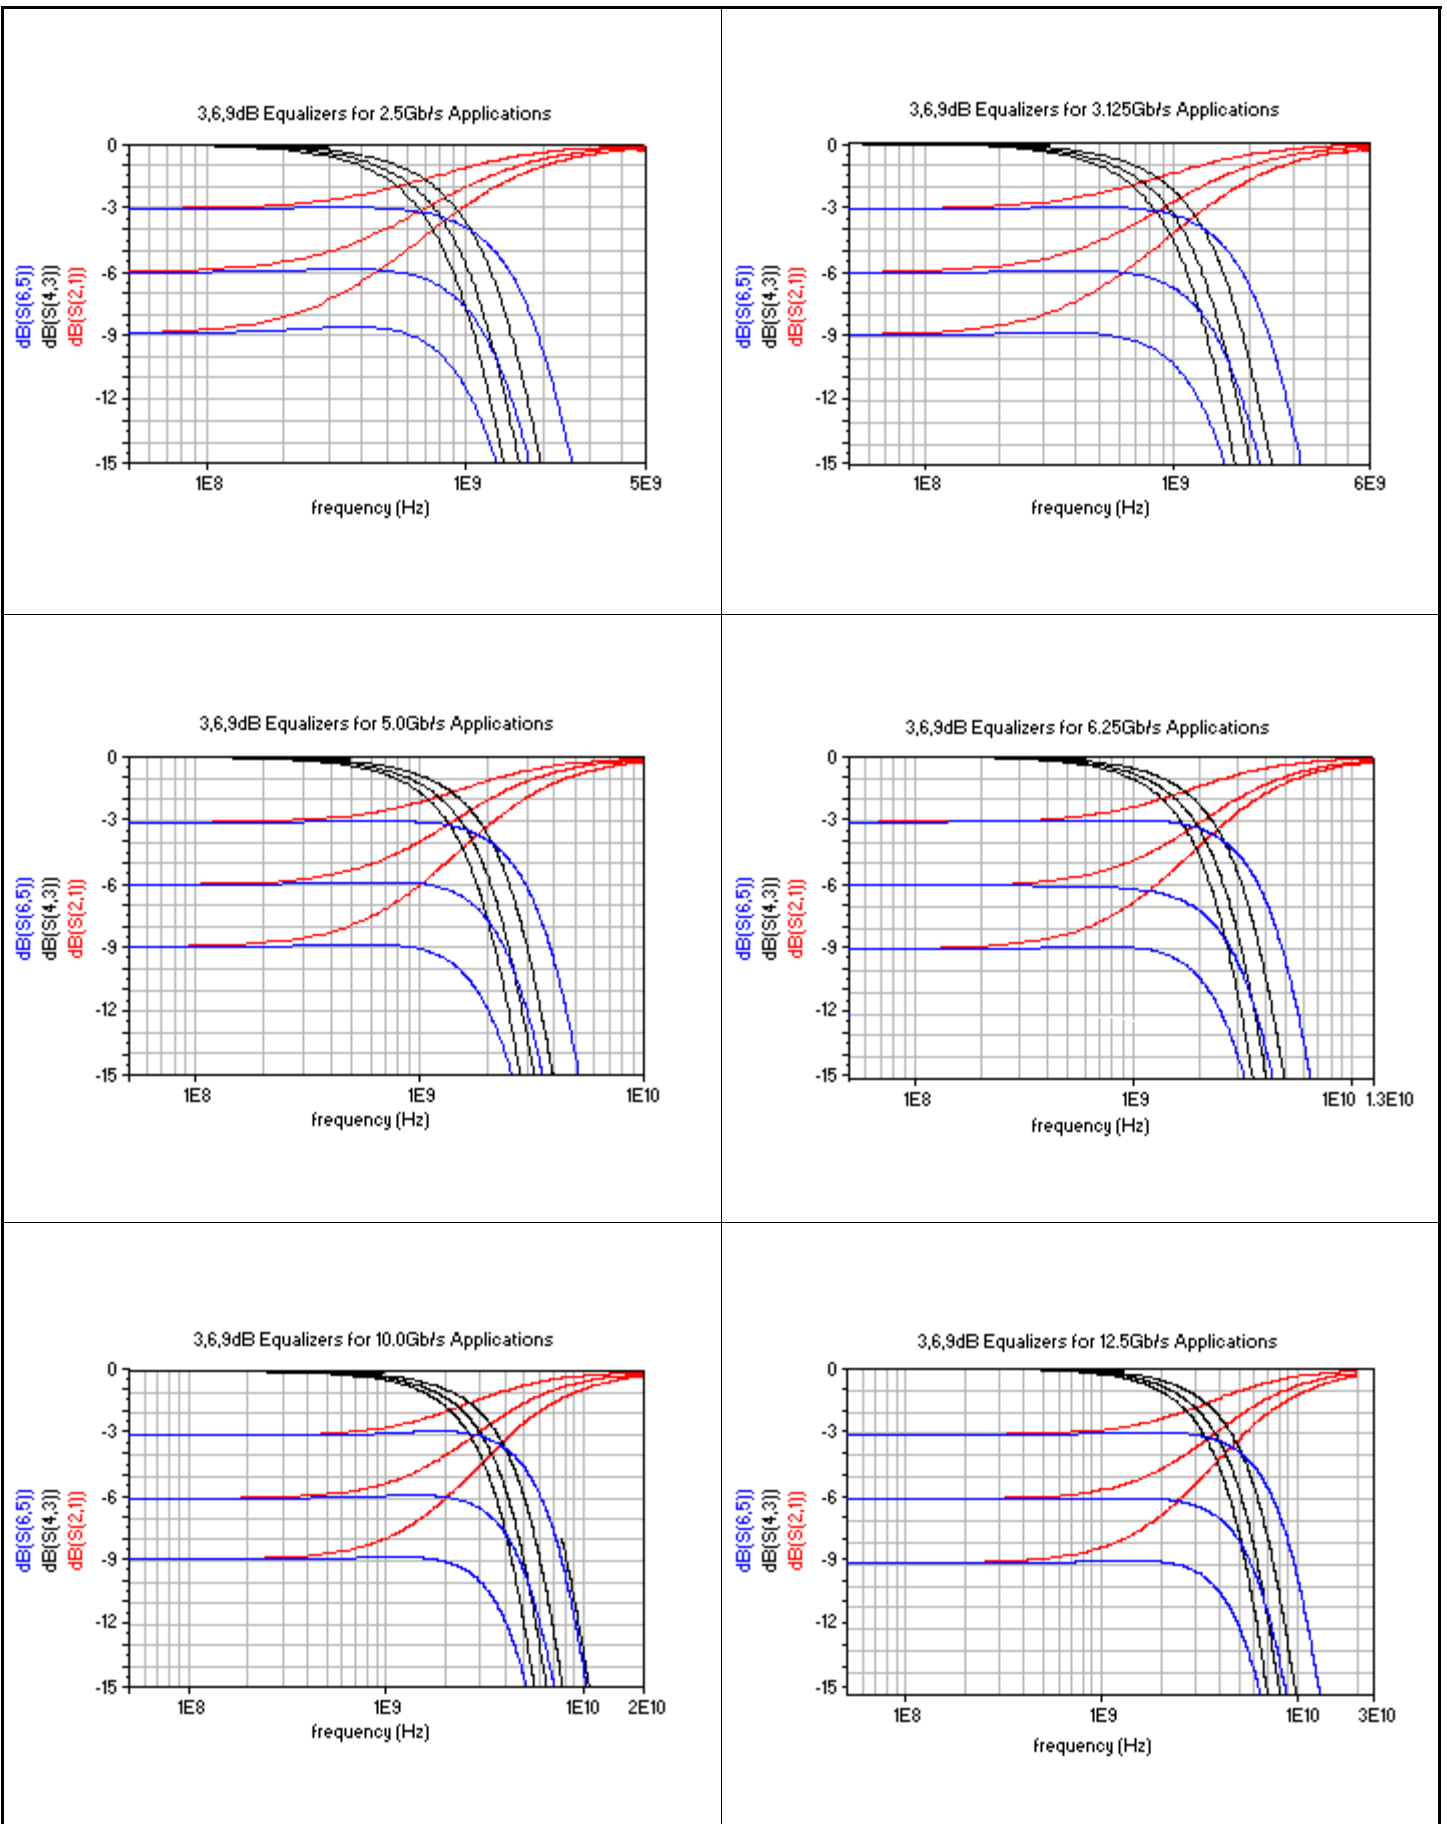 3,6,9dB Equalizers for 2.5Gb/s Applications
0
-3
-6
-9
-12
-15
dB(S(6,5))
dB(S(4,3))
dB(S(2,1))
1E8
1E9
5E9
frequency (Hz)
3,6,9dB Equalizers for 3.125Gb/s Applications
0
-3
-6
-9
-12
-15
dB(S(6,5))
dB(S(4,3))
dB(S(2,1))
1E8
1E9
6E9
frequency (Hz)
3,6,9dB Equalizers for 5.0Gb/s Applications
0
-3
-6
-9
-12
-15
dB(S(6,5))
dB(S(4,3))
dB(S(2,1))
1E8
1E9
1E10
frequency (Hz)
3,6,9dB Equalizers for 6.25Gb/s Applications
0
-3
-6
-9
-12
-15
dB(S(6,5))
dB(S(4,3))
dB(S(2,1))
1E8
1E9
1E10
1.3E10
frequency (Hz)
3,6,9dB Equalizers for 10.0Gb/s Applications
0
-3
-6
-9
-12
-15
dB(S(6,5))
dB(S(4,3))
dB(S(2,1))
1E8
1E9
1E10
2E10
frequency (Hz)
3,6,9dB Equalizers for 12.5Gb/s Applications
0
-3
-6
-9
-12
-15
dB(S(6,5))
dB(S(4,3))
dB(S(2,1))
1E8
1E9
1E10
3E10
frequency (Hz)